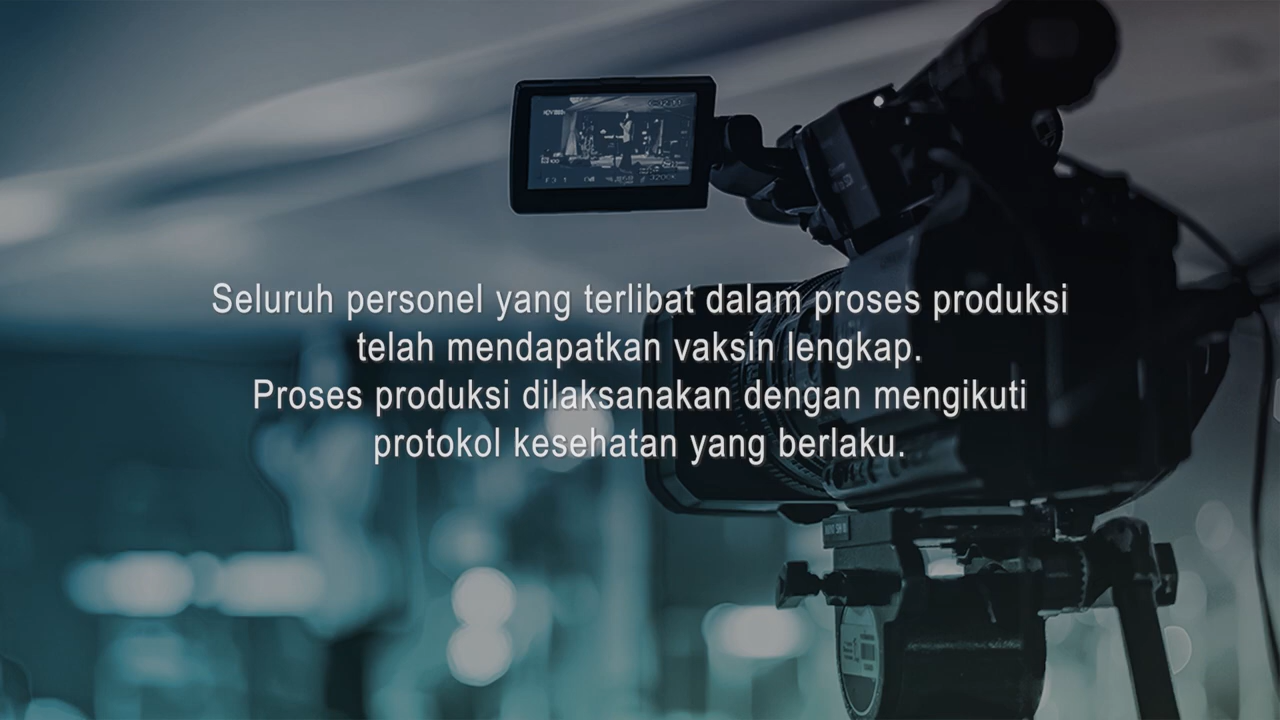 Seluruh personel yang terlibat dalam proses produksi
telah mendapatkan vaksin lengkap.
Proses produksi dilaksanakan dengan mengikuti
protokol kesehatan yang berlaku.